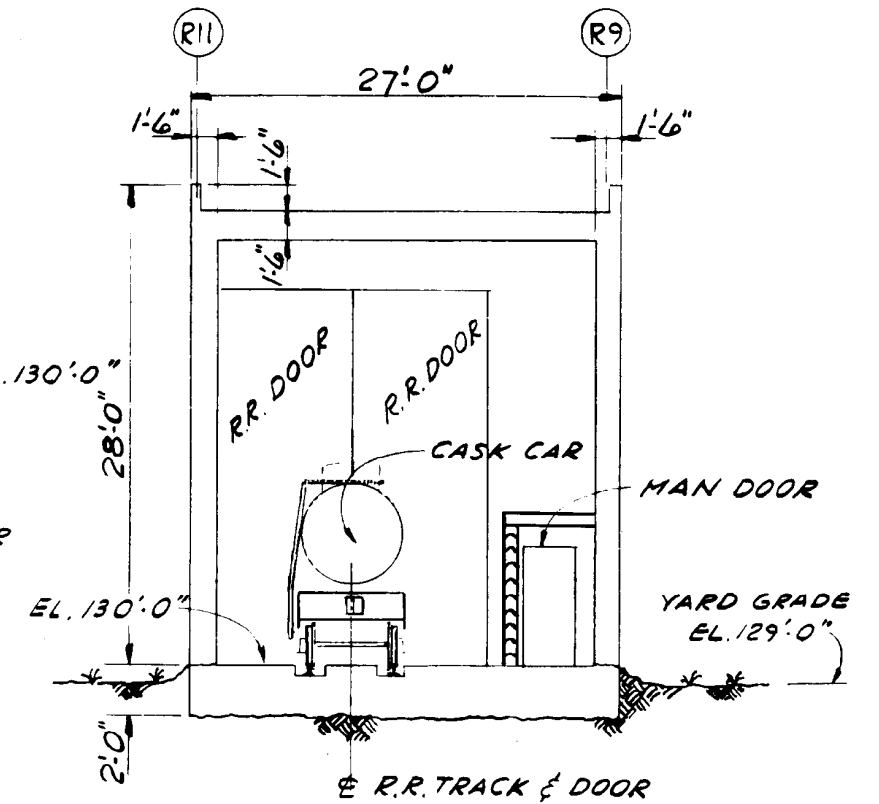 R11
R9
27'-0"
1'-6"
1'-6"
1'-6"
1'-6"
28'-0"
R.R. DOOR
R.R. DOOR
. 130'-0"
CASK CAR
MAN DOOR
R
EL. 130'-0"
YARD GRADE
EL. 129'-0"
2'-0"
℄ R.R. TRACK & DOOR